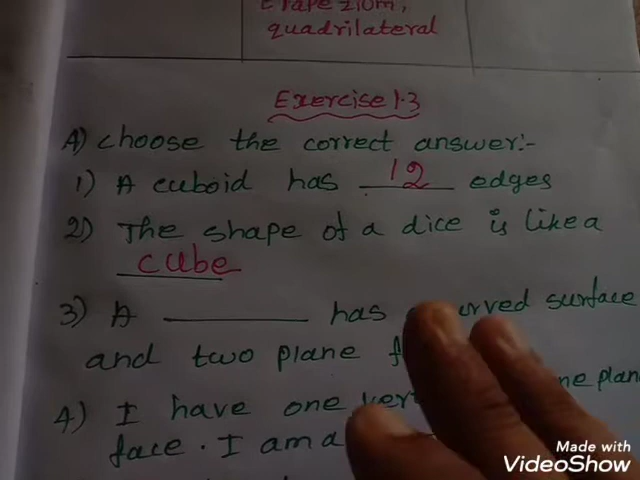 quadrilateral
Exercise 1.3
A) choose the correct answer:-
1) A cuboid has 12 edges
2) The shape of a dice is like a
cube
3) A ________ has surface
and two plane
4) I have one
face. I am a
Made with
VideoShow